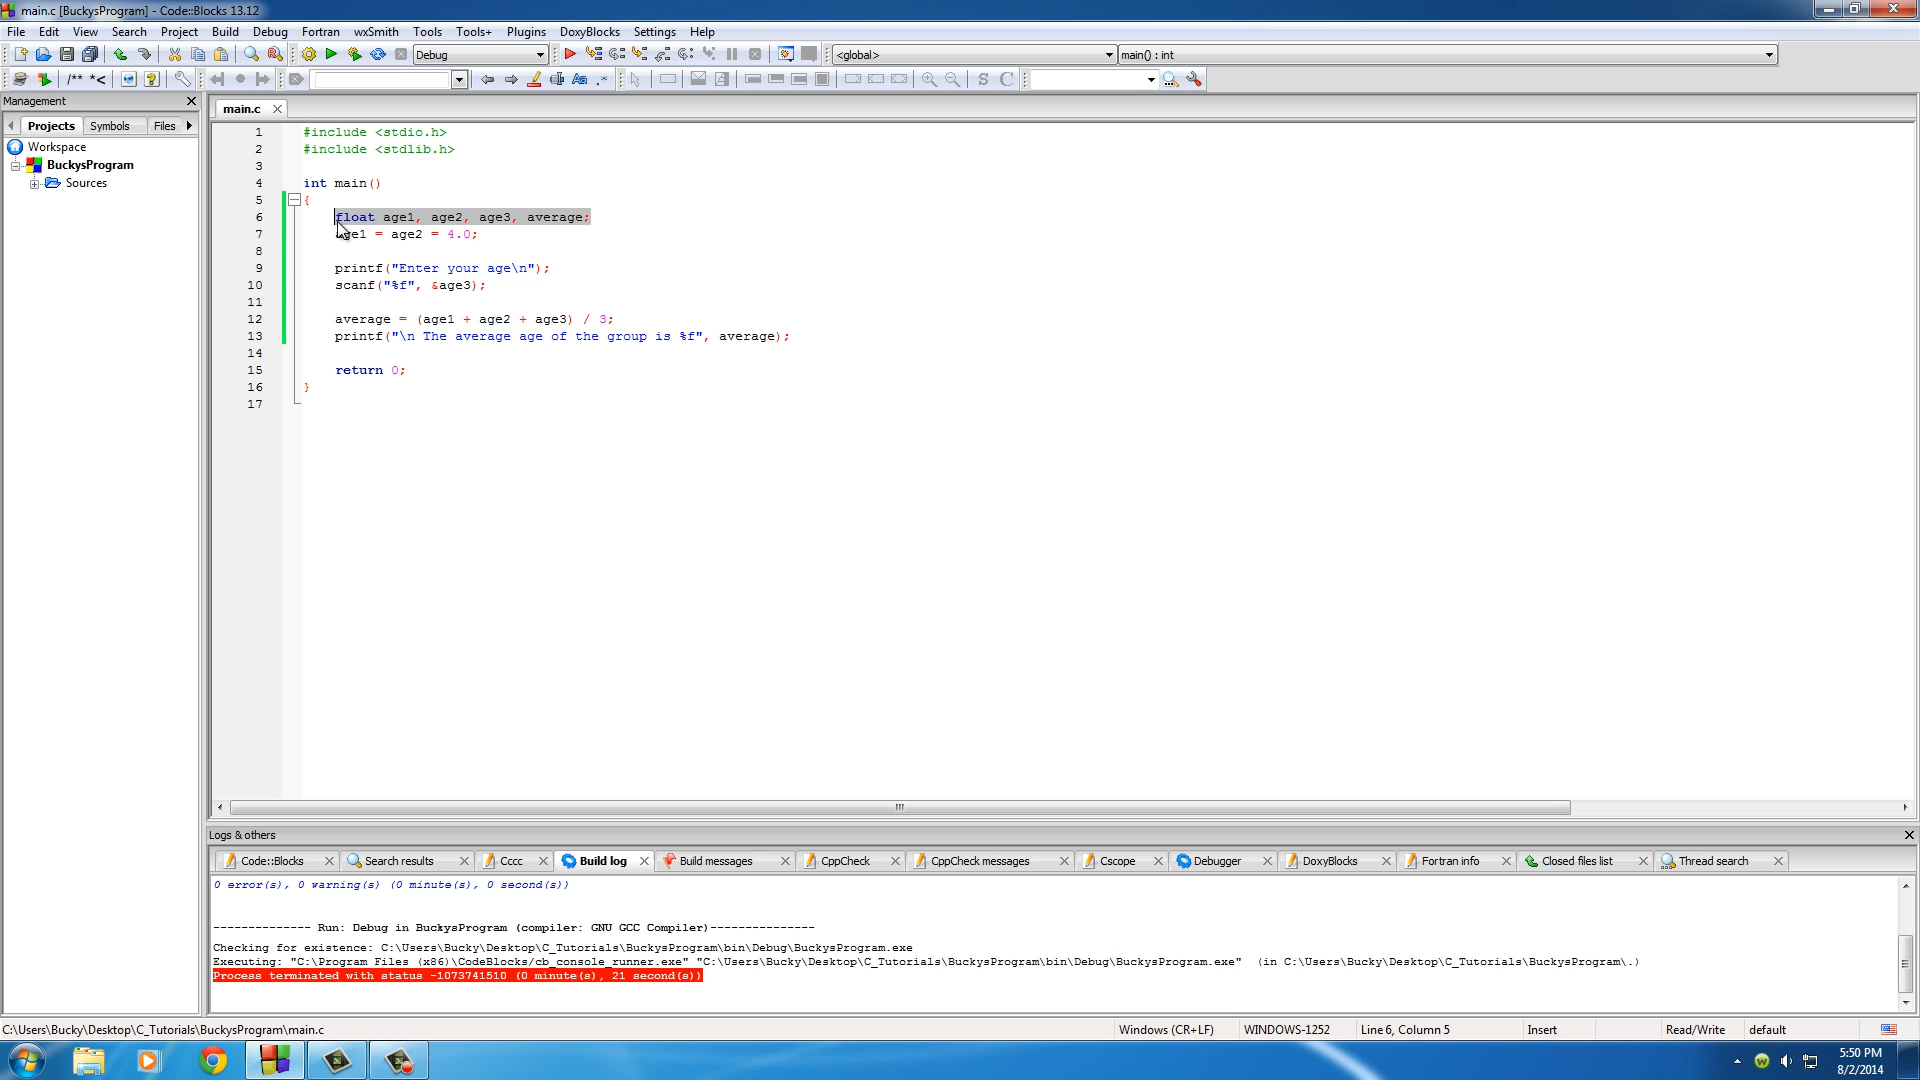 main.c [BuckysProgram] - Code::Blocks 13.12
File Edit View Search Project Build Debug Fortran wxSmith Tools Tools+ Plugins DoxyBlocks Settings Help
Debug <global> main() : int
/** *< Aa .* S C
Management
Projects Symbols Files
main.c
Workspace
BuckysProgram
Sources
1 #include <stdio.h>
2 #include <stdlib.h>
3
4 int main()
5 {
6 float age1, age2, age3, average;
7 age1 = age2 = 4.0;
8
9 printf("Enter your age\n");
10 scanf("%f", &age3);
11
12 average = (age1 + age2 + age3) / 3;
13 printf("\n The average age of the group is %f", average);
14
15 return 0;
16 }
17
Logs & others
Code::Blocks Search results Cccc Build log Build messages CppCheck CppCheck messages Cscope Debugger DoxyBlocks Fortran info Closed files list Thread search
0 error(s), 0 warning(s) (0 minute(s), 0 second(s))
-------------- Run: Debug in BuckysProgram (compiler: GNU GCC Compiler)---------------
Checking for existence: C:\Users\Bucky\Desktop\C_Tutorials\BuckysProgram\bin\Debug\BuckysProgram.exe
Executing: "C:\Program Files (x86)\CodeBlocks/cb_console_runner.exe" "C:\Users\Bucky\Desktop\C_Tutorials\BuckysProgram\bin\Debug\BuckysProgram.exe" (in C:\Users\Bucky\Desktop\C_Tutorials\BuckysProgram\.)
Process terminated with status -1073741510 (0 minute(s), 21 second(s))
C:\Users\Bucky\Desktop\C_Tutorials\BuckysProgram\main.c Windows (CR+LF) WINDOWS-1252 Line 6, Column 5 Insert Read/Write default
5:50 PM
8/2/2014